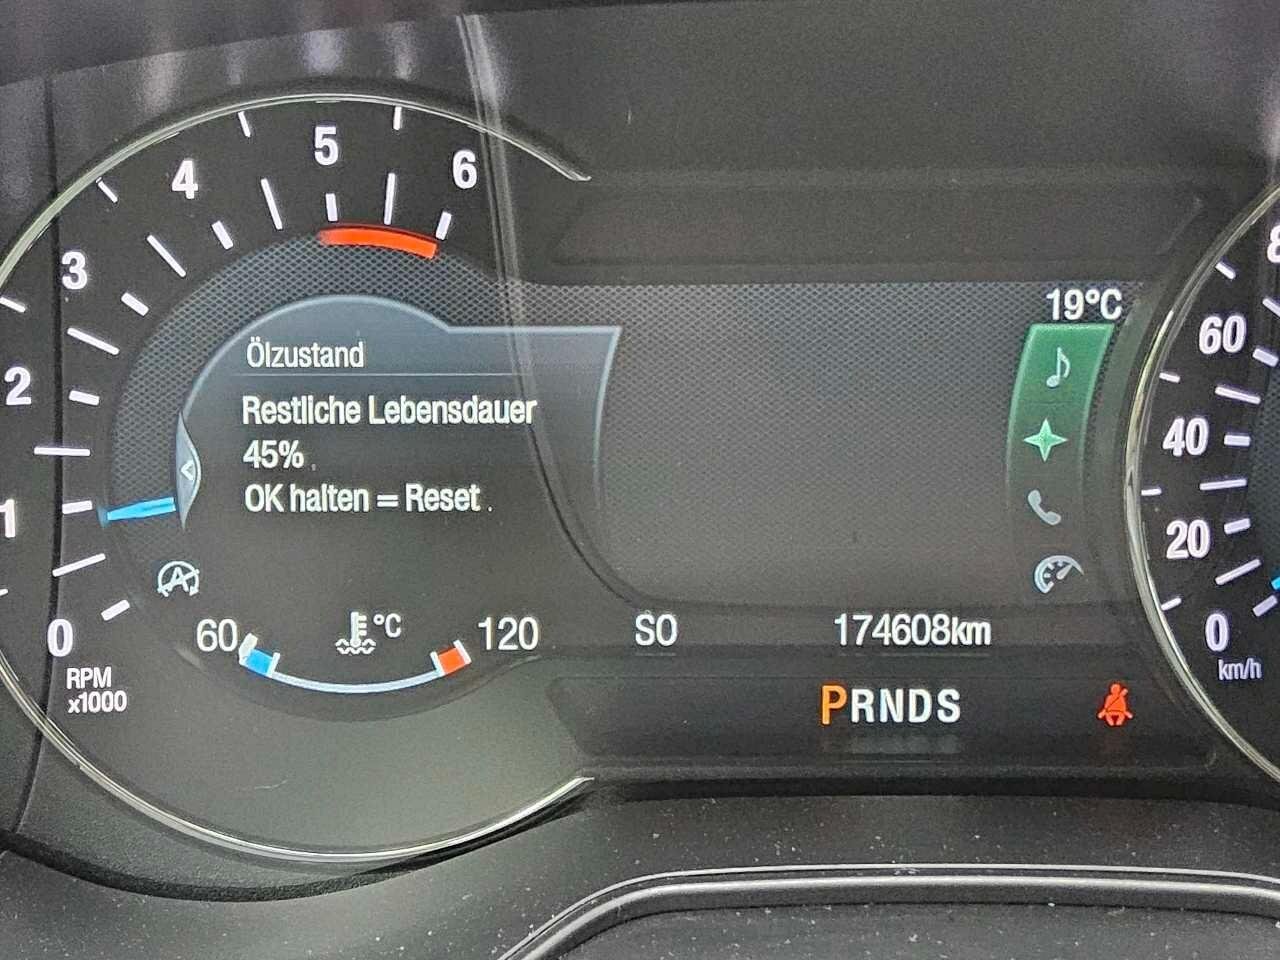 0
1
2
3
4
5
6
RPM
x1000
Ölzustand
Restliche Lebensdauer
45%
OK halten = Reset
60
°C
120
SO
174608km
PRNDS
19°C
8
60
40
20
0
km/h